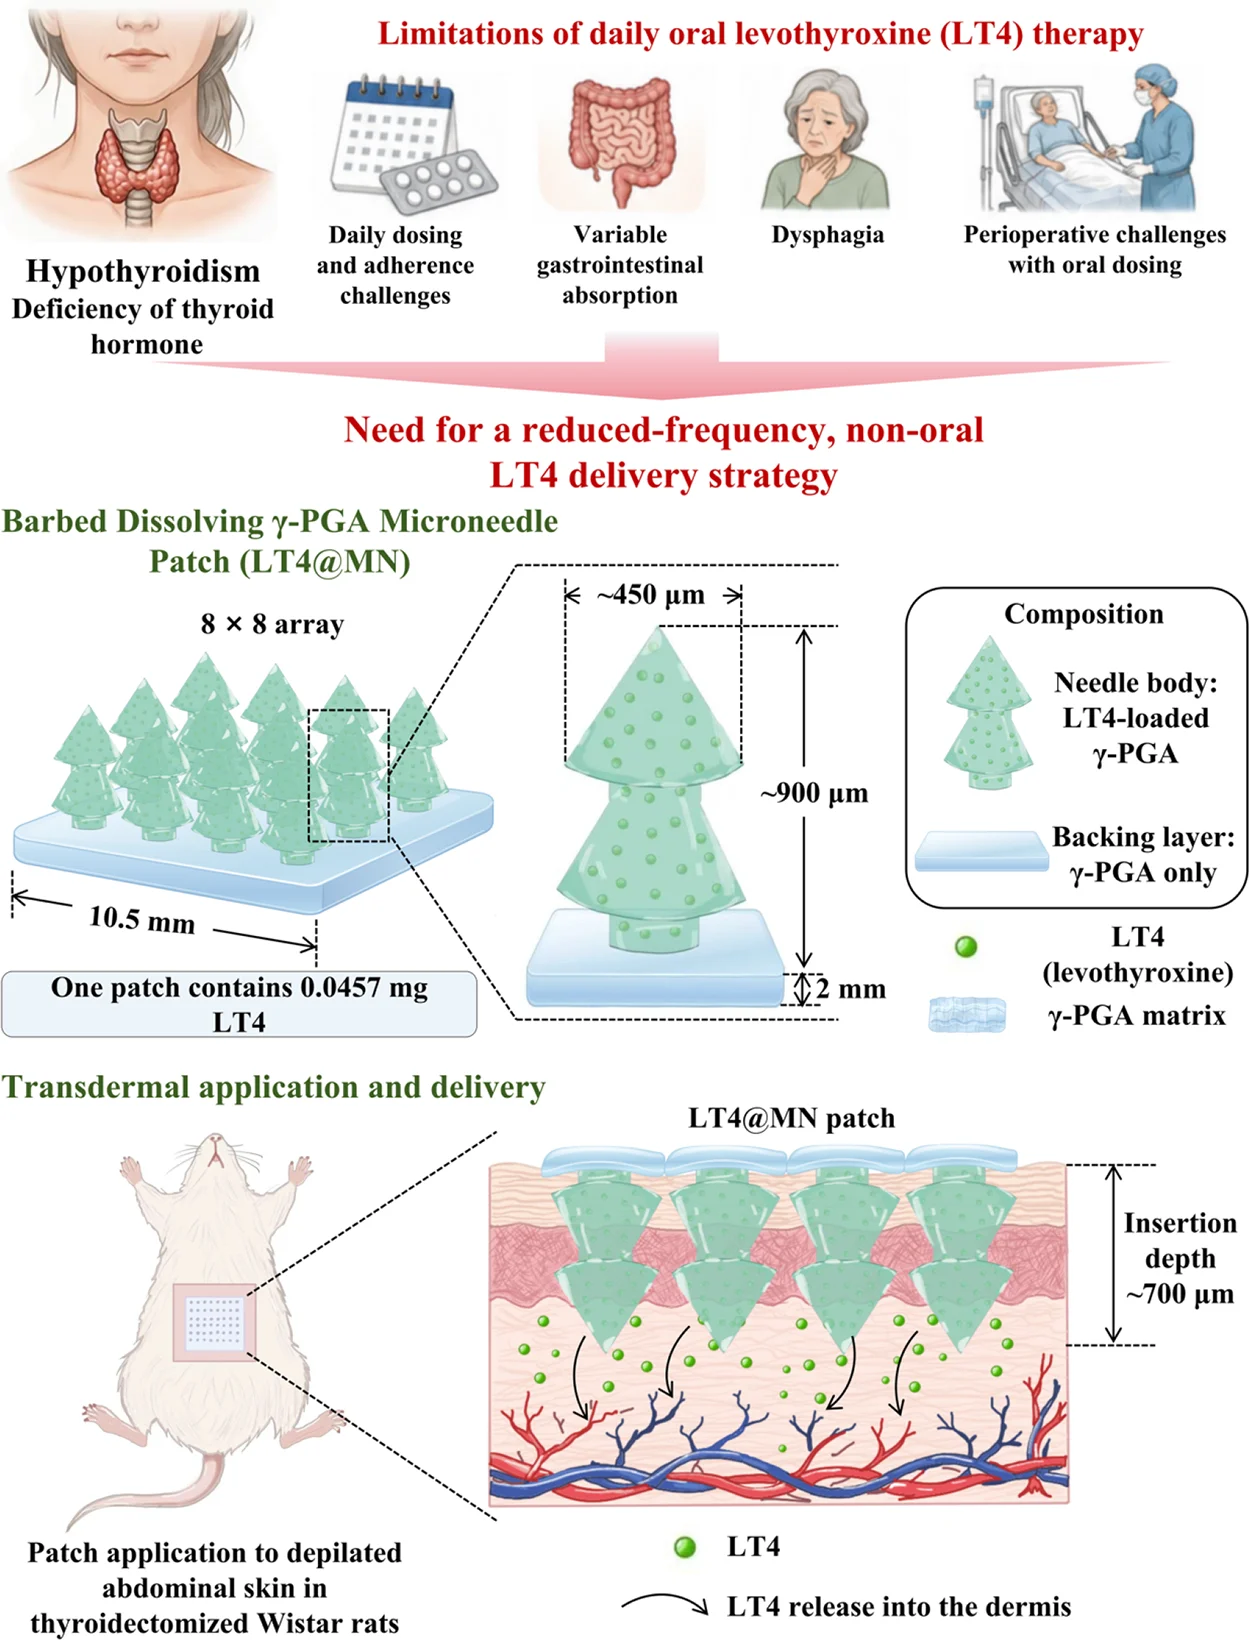 Limitations of daily oral levothyroxine (LT4) therapy
Hypothyroidism
Deficiency of thyroid
hormone
Daily dosing
and adherence
challenges
Variable
gastrointestinal
absorption
Dysphagia
Perioperative challenges
with oral dosing
Need for a reduced-frequency, non-oral
LT4 delivery strategy
Barbed Dissolving γ-PGA Microneedle
Patch (LT4@MN)
8 × 8 array
10.5 mm
One patch contains 0.0457 mg
LT4
~450 μm
~900 μm
2 mm
Composition
Needle body:
LT4-loaded
γ-PGA
Backing layer:
γ-PGA only
LT4
(levothyroxine)
γ-PGA matrix
Transdermal application and delivery
LT4@MN patch
Insertion
depth
~700 μm
Patch application to depilated
abdominal skin in
thyroidectomized Wistar rats
LT4
LT4 release into the dermis